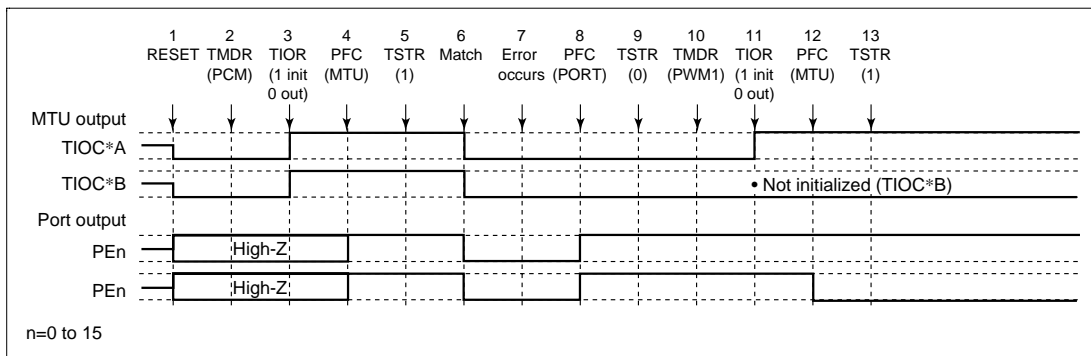 1 2 3 4 5 6 7 8 9 10 11 12 13
RESET TMDR TIOR PFC TSTR Match Error PFC TSTR TMDR TIOR PFC TSTR
(PCM) (1 init (MTU) (1) occurs (PORT) (0) (PWM1) (1 init (MTU) (1)
0 out) 0 out)
MTU output
TIOC*A
TIOC*B
• Not initialized (TIOC*B)
Port output
PEn
High-Z
PEn
High-Z
n=0 to 15